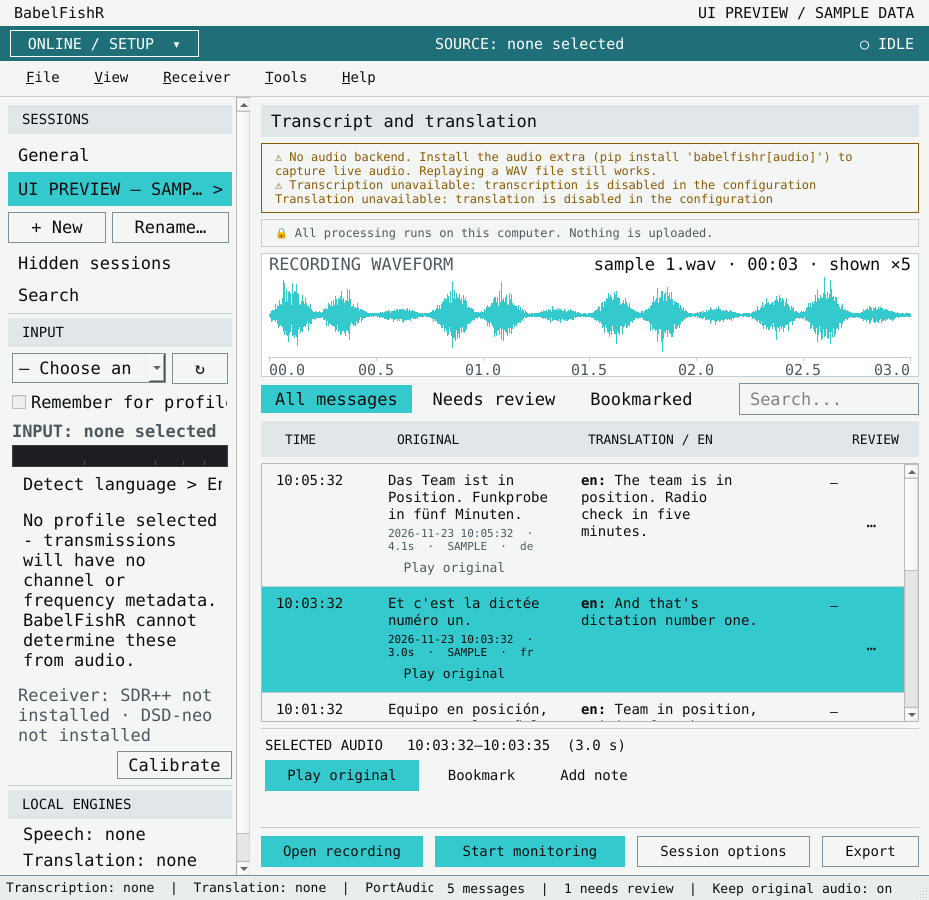 BabelFishR
UI PREVIEW / SAMPLE DATA
ONLINE / SETUP ▾
SOURCE: none selected
○ IDLE
File View Receiver Tools Help
SESSIONS
General
UI PREVIEW — SAMP… >
+ New
Rename…
Hidden sessions
Search
INPUT
— Choose an
↻
Remember for profil
INPUT: none selected
Detect language > En
No profile selected
- transmissions
will have no
channel or
frequency metadata.
BabelFishR cannot
determine these
from audio.
Receiver: SDR++ not
installed · DSD-neo
not installed
Calibrate
LOCAL ENGINES
Speech: none
Translation: none
Transcript and translation
⚠ No audio backend. Install the audio extra (pip install 'babelfishr[audio]') to
capture live audio. Replaying a WAV file still works.
⚠ Transcription unavailable: transcription is disabled in the configuration
Translation unavailable: translation is disabled in the configuration
🔒 All processing runs on this computer. Nothing is uploaded.
RECORDING WAVEFORM
sample 1.wav · 00:03 · shown ×5
00.0 00.5 01.0 01.5 02.0 02.5 03.0
All messages
Needs review
Bookmarked
Search...
TIME ORIGINAL TRANSLATION / EN REVIEW
10:05:32
Das Team ist in
Position. Funkprobe
in fünf Minuten.
2026-11-23 10:05:32 ·
4.1s · SAMPLE · de
Play original
en: The team is in
position. Radio
check in five
minutes.
—
…
10:03:32
Et c'est la dictée
numéro un.
2026-11-23 10:03:32 ·
3.0s · SAMPLE · fr
Play original
en: And that's
dictation number one.
—
…
10:01:32
Equipo en posición,
en: Team in position,
—
SELECTED AUDIO 10:03:32–10:03:35 (3.0 s)
Play original
Bookmark
Add note
Open recording
Start monitoring
Session options
Export
Transcription: none | Translation: none | PortAudio
5 messages | 1 needs review | Keep original audio: on